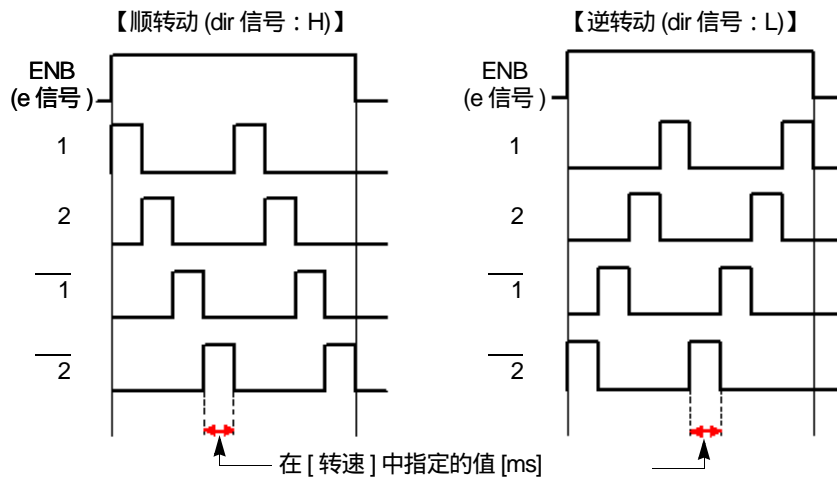 【顺转动 (dir 信号：H)】
ENB
(e 信号)
1
2
1̅
2̅
【逆转动 (dir 信号：L)】
ENB
(e 信号)
1
2
1̅
2̅
在 [ 转速 ] 中指定的值 [ms]